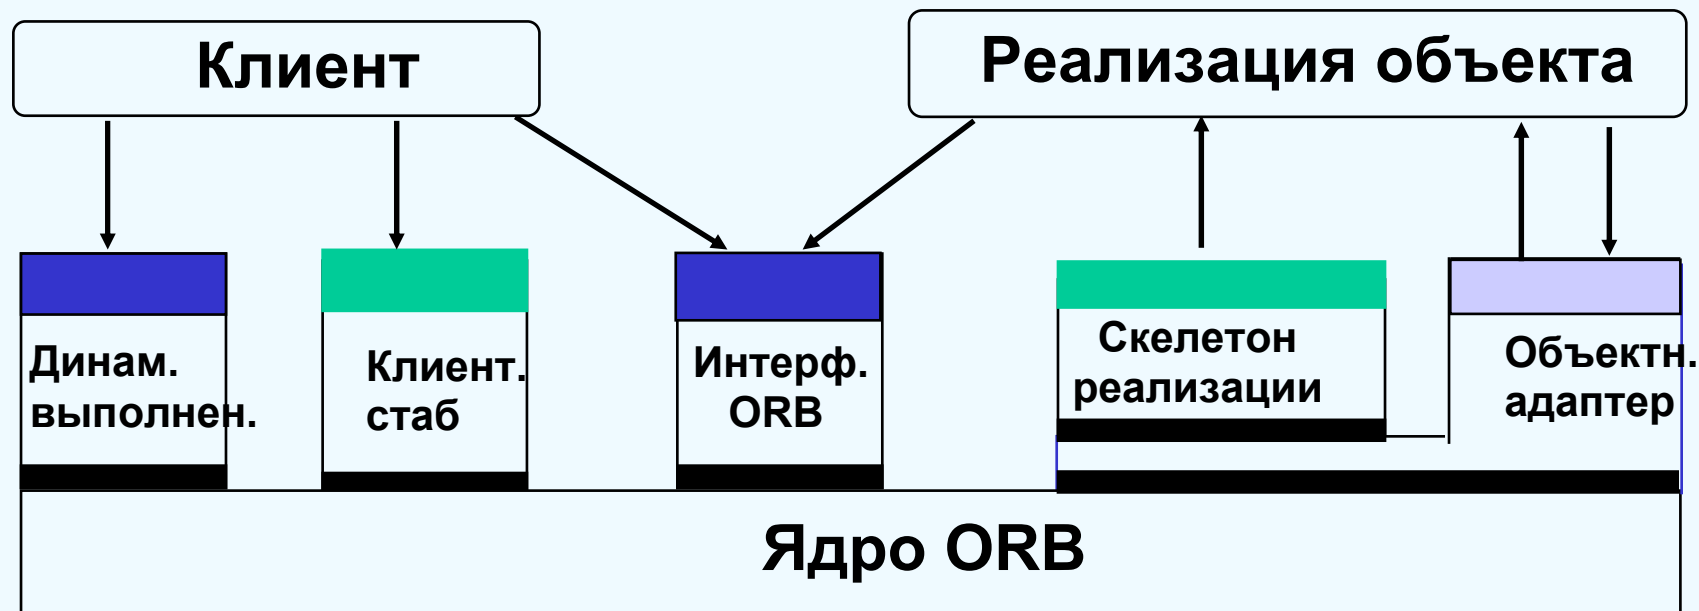 Клиент
Реализация объекта
Динам.
выполнен.
Клиент.
стаб
Интерф.
ORB
Скелетон
реализации
Объектн.
адаптер
Ядро ORB